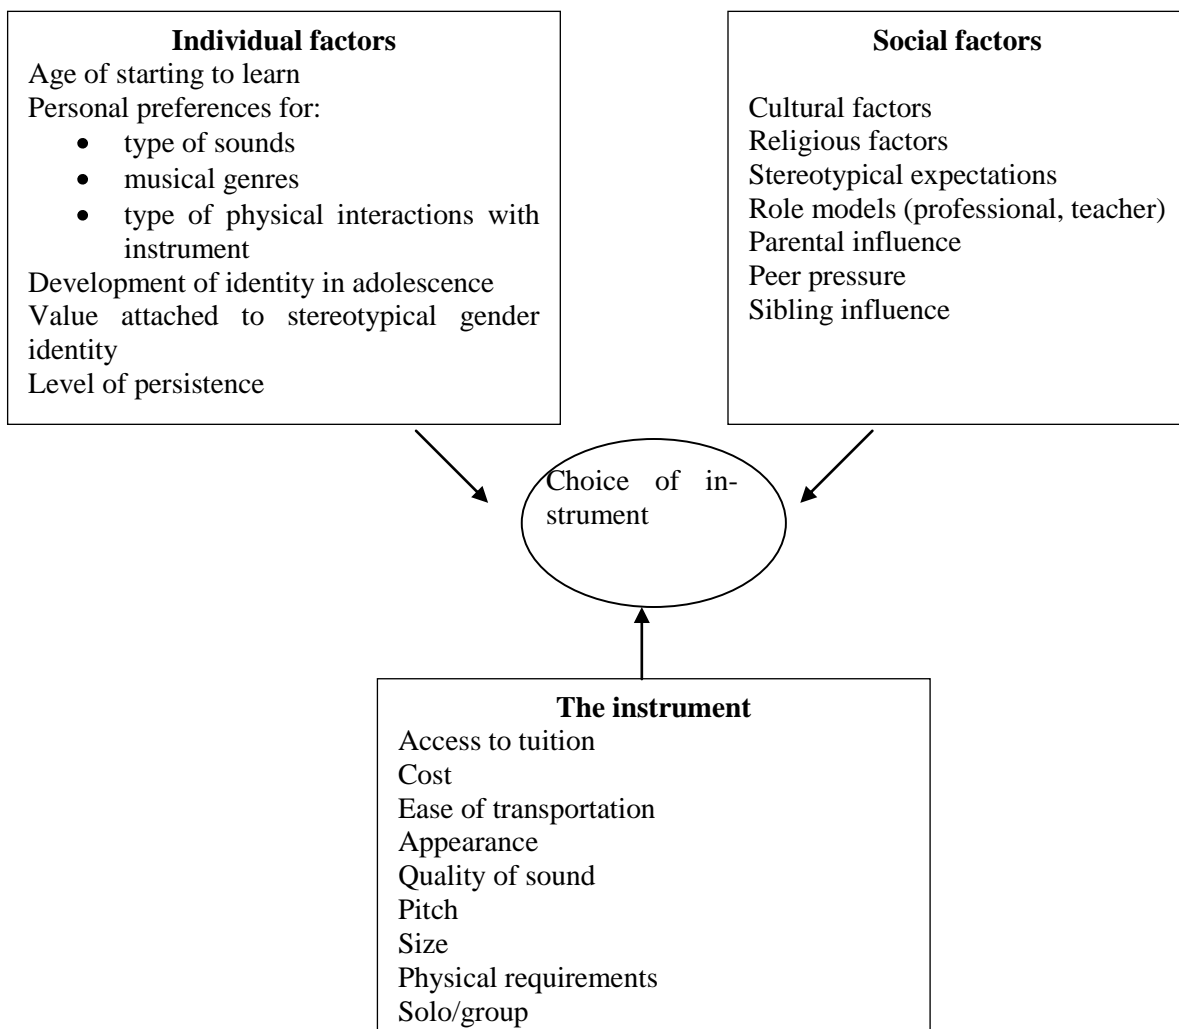 Individual factors
Age of starting to learn
Personal preferences for:
• type of sounds
• musical genres
• type of physical interactions with
instrument
Development of identity in adolescence
Value attached to stereotypical gender
identity
Level of persistence
Social factors
Cultural factors
Religious factors
Stereotypical expectations
Role models (professional, teacher)
Parental influence
Peer pressure
Sibling influence
Choice of in-
strument
The instrument
Access to tuition
Cost
Ease of transportation
Appearance
Quality of sound
Pitch
Size
Physical requirements
Solo/group